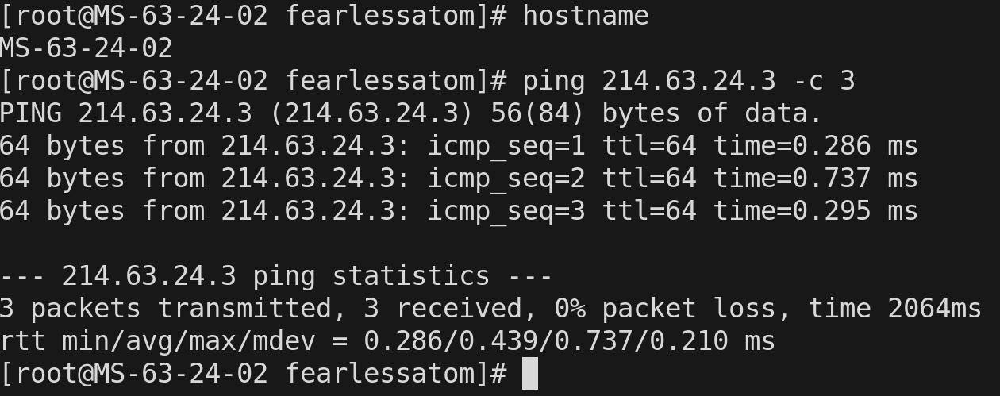 [root@MS-63-24-02 fearlessatom]# hostname
MS-63-24-02
[root@MS-63-24-02 fearlessatom]# ping 214.63.24.3 -c 3
PING 214.63.24.3 (214.63.24.3) 56(84) bytes of data.
64 bytes from 214.63.24.3: icmp_seq=1 ttl=64 time=0.286 ms
64 bytes from 214.63.24.3: icmp_seq=2 ttl=64 time=0.737 ms
64 bytes from 214.63.24.3: icmp_seq=3 ttl=64 time=0.295 ms
--- 214.63.24.3 ping statistics ---
3 packets transmitted, 3 received, 0% packet loss, time 2064ms
rtt min/avg/max/mdev = 0.286/0.439/0.737/0.210 ms
[root@MS-63-24-02 fearlessatom]#